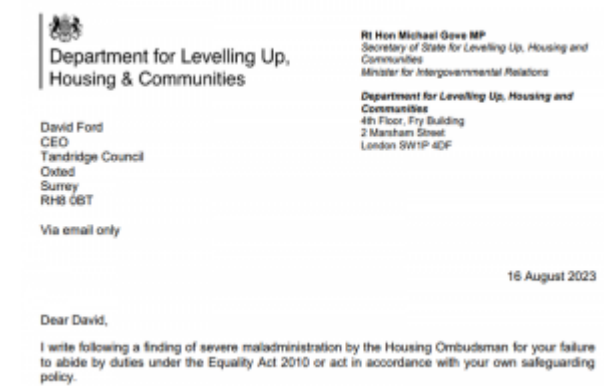 Department for Levelling Up,
Housing & Communities
Rt Hon Michael Gove MP
Secretary of State for Levelling Up, Housing and
Communities
Minister for Intergovernmental Relations
Department for Levelling Up, Housing and
Communities
4th Floor, Fry Building
2 Marsham Street
London SW1P 4DF
David Ford
CEO
Tandridge Council
Oxted
Surrey
RH8 0BT
Via email only
16 August 2023
Dear David,
I write following a finding of severe maladministration by the Housing Ombudsman for your failure
to abide by duties under the Equality Act 2010 or act in accordance with your own safeguarding
policy.